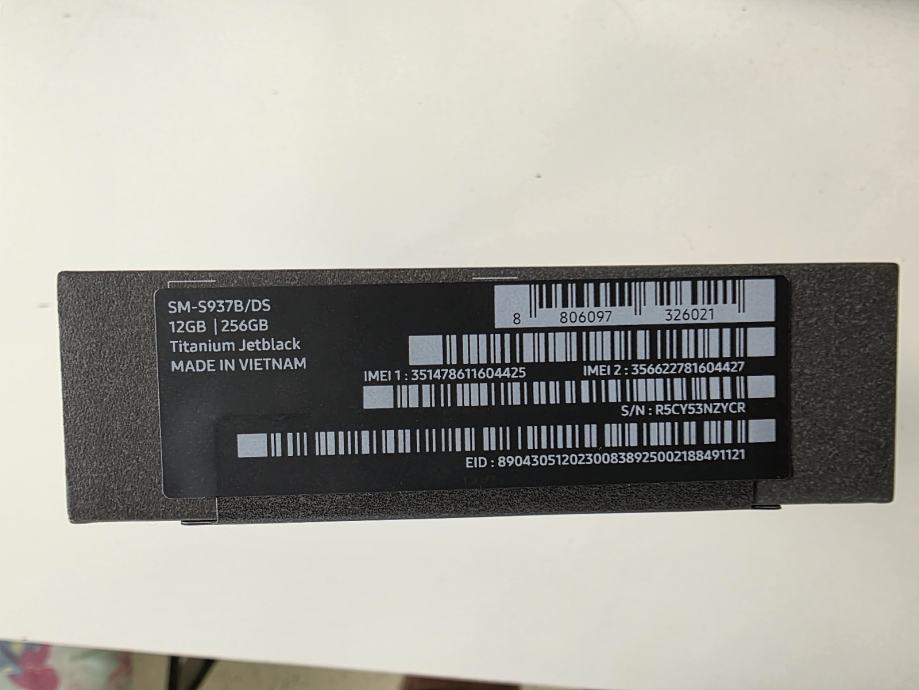 SM-S937B/DS
12GB | 256GB
Titanium Jetblack
MADE IN VIETNAM
8 806097 326021
IMEI 1 : 351478611604425 IMEI 2 : 356622781604427
S/N : R5CY53NZYCR
EID : 89043051202300838925002188491121